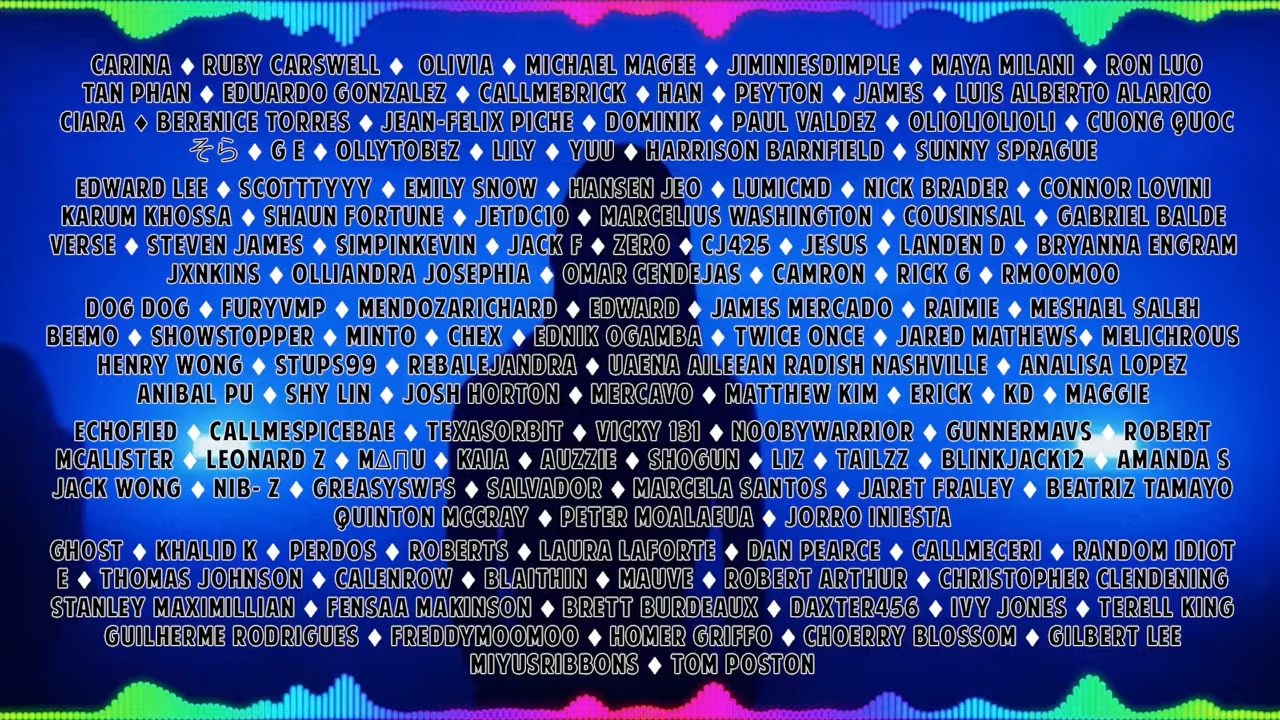 CARINA ♦ RUBY CARSWELL ♦ OLIVIA ♦ MICHAEL MAGEE ♦ JIMINIESDIMPLE ♦ MAYA MILANI ♦ RON LUO
TAN PHAN ♦ EDUARDO GONZALEZ ♦ CALLMEBRICK ♦ HAN ♦ PEYTON ♦ JAMES ♦ LUIS ALBERTO ALARICO
CIARA ♦ BERENICE TORRES ♦ JEAN-FELIX PICHE ♦ DOMINIK ♦ PAUL VALDEZ ♦ OLIOLIOLIOLI ♦ CUONG QUOC
そら ♦ G E ♦ OLLYTOBEZ ♦ LILY ♦ YUU ♦ HARRISON BARNFIELD ♦ SUNNY SPRAGUE
EDWARD LEE ♦ SCOTTTYYY ♦ EMILY SNOW ♦ HANSEN JEO ♦ LUMICMD ♦ NICK BRADER ♦ CONNOR LOVINI
KARUM KHOSSA ♦ SHAUN FORTUNE ♦ JETDC10 ♦ MARCELIUS WASHINGTON ♦ COUSINSAL ♦ GABRIEL BALDE
VERSE ♦ STEVEN JAMES ♦ SIMPINKEVIN ♦ JACK F ♦ ZERO ♦ CJ425 ♦ JESUS ♦ LANDEN D ♦ BRYANNA ENGRAM
JXNKINS ♦ OLLIANDRA JOSEPHIA ♦ OMAR CENDEJAS ♦ CAMRON ♦ RICK G ♦ RMOOMOO
DOG DOG ♦ FURYVMP ♦ MENDOZARICHARD ♦ EDWARD ♦ JAMES MERCADO ♦ RAIMIE ♦ MESHAEL SALEH
BEEMO ♦ SHOWSTOPPER ♦ MINTO ♦ CHEX ♦ EDNIK OGAMBA ♦ TWICE ONCE ♦ JARED MATHEWS♦ MELICHROUS
HENRY WONG ♦ STUPS99 ♦ REBALEJANDRA ♦ UAENA AILEEAN RADISH NASHVILLE ♦ ANALISA LOPEZ
ANIBAL PU ♦ SHY LIN ♦ JOSH HORTON ♦ MERCAVO ♦ MATTHEW KIM ♦ ERICK ♦ KD ♦ MAGGIE
ECHOFIED ♦ CALLMESPICEBAE ♦ TEXASORBIT ♦ VICKY 131 ♦ NOOBYWARRIOR ♦ GUNNERMAVS ♦ ROBERT
MCALISTER ♦ LEONARD Z ♦ M△⊓U ♦ KAIA ♦ AUZZIE ♦ SHOGUN ♦ LIZ ♦ TAILZZ ♦ BLINKJACK12 ♦ AMANDA S
JACK WONG ♦ NIB- Z ♦ GREASYSWFS ♦ SALVADOR ♦ MARCELA SANTOS ♦ JARET FRALEY ♦ BEATRIZ TAMAYO
QUINTON MCCRAY ♦ PETER MOALAEUA ♦ JORRO INIESTA
GHOST ♦ KHALID K ♦ PERDOS ♦ ROBERTS ♦ LAURA LAFORTE ♦ DAN PEARCE ♦ CALLMECERI ♦ RANDOM IDIOT
E ♦ THOMAS JOHNSON ♦ CALENROW ♦ BLAITHIN ♦ MAUVE ♦ ROBERT ARTHUR ♦ CHRISTOPHER CLENDENING
STANLEY MAXIMILLIAN ♦ FENSAA MAKINSON ♦ BRETT BURDEAUX ♦ DAXTER456 ♦ IVY JONES ♦ TERELL KING
GUILHERME RODRIGUES ♦ FREDDYMOOMOO ♦ HOMER GRIFFO ♦ CHOERRY BLOSSOM ♦ GILBERT LEE
MIYUSRIBBONS ♦ TOM POSTON